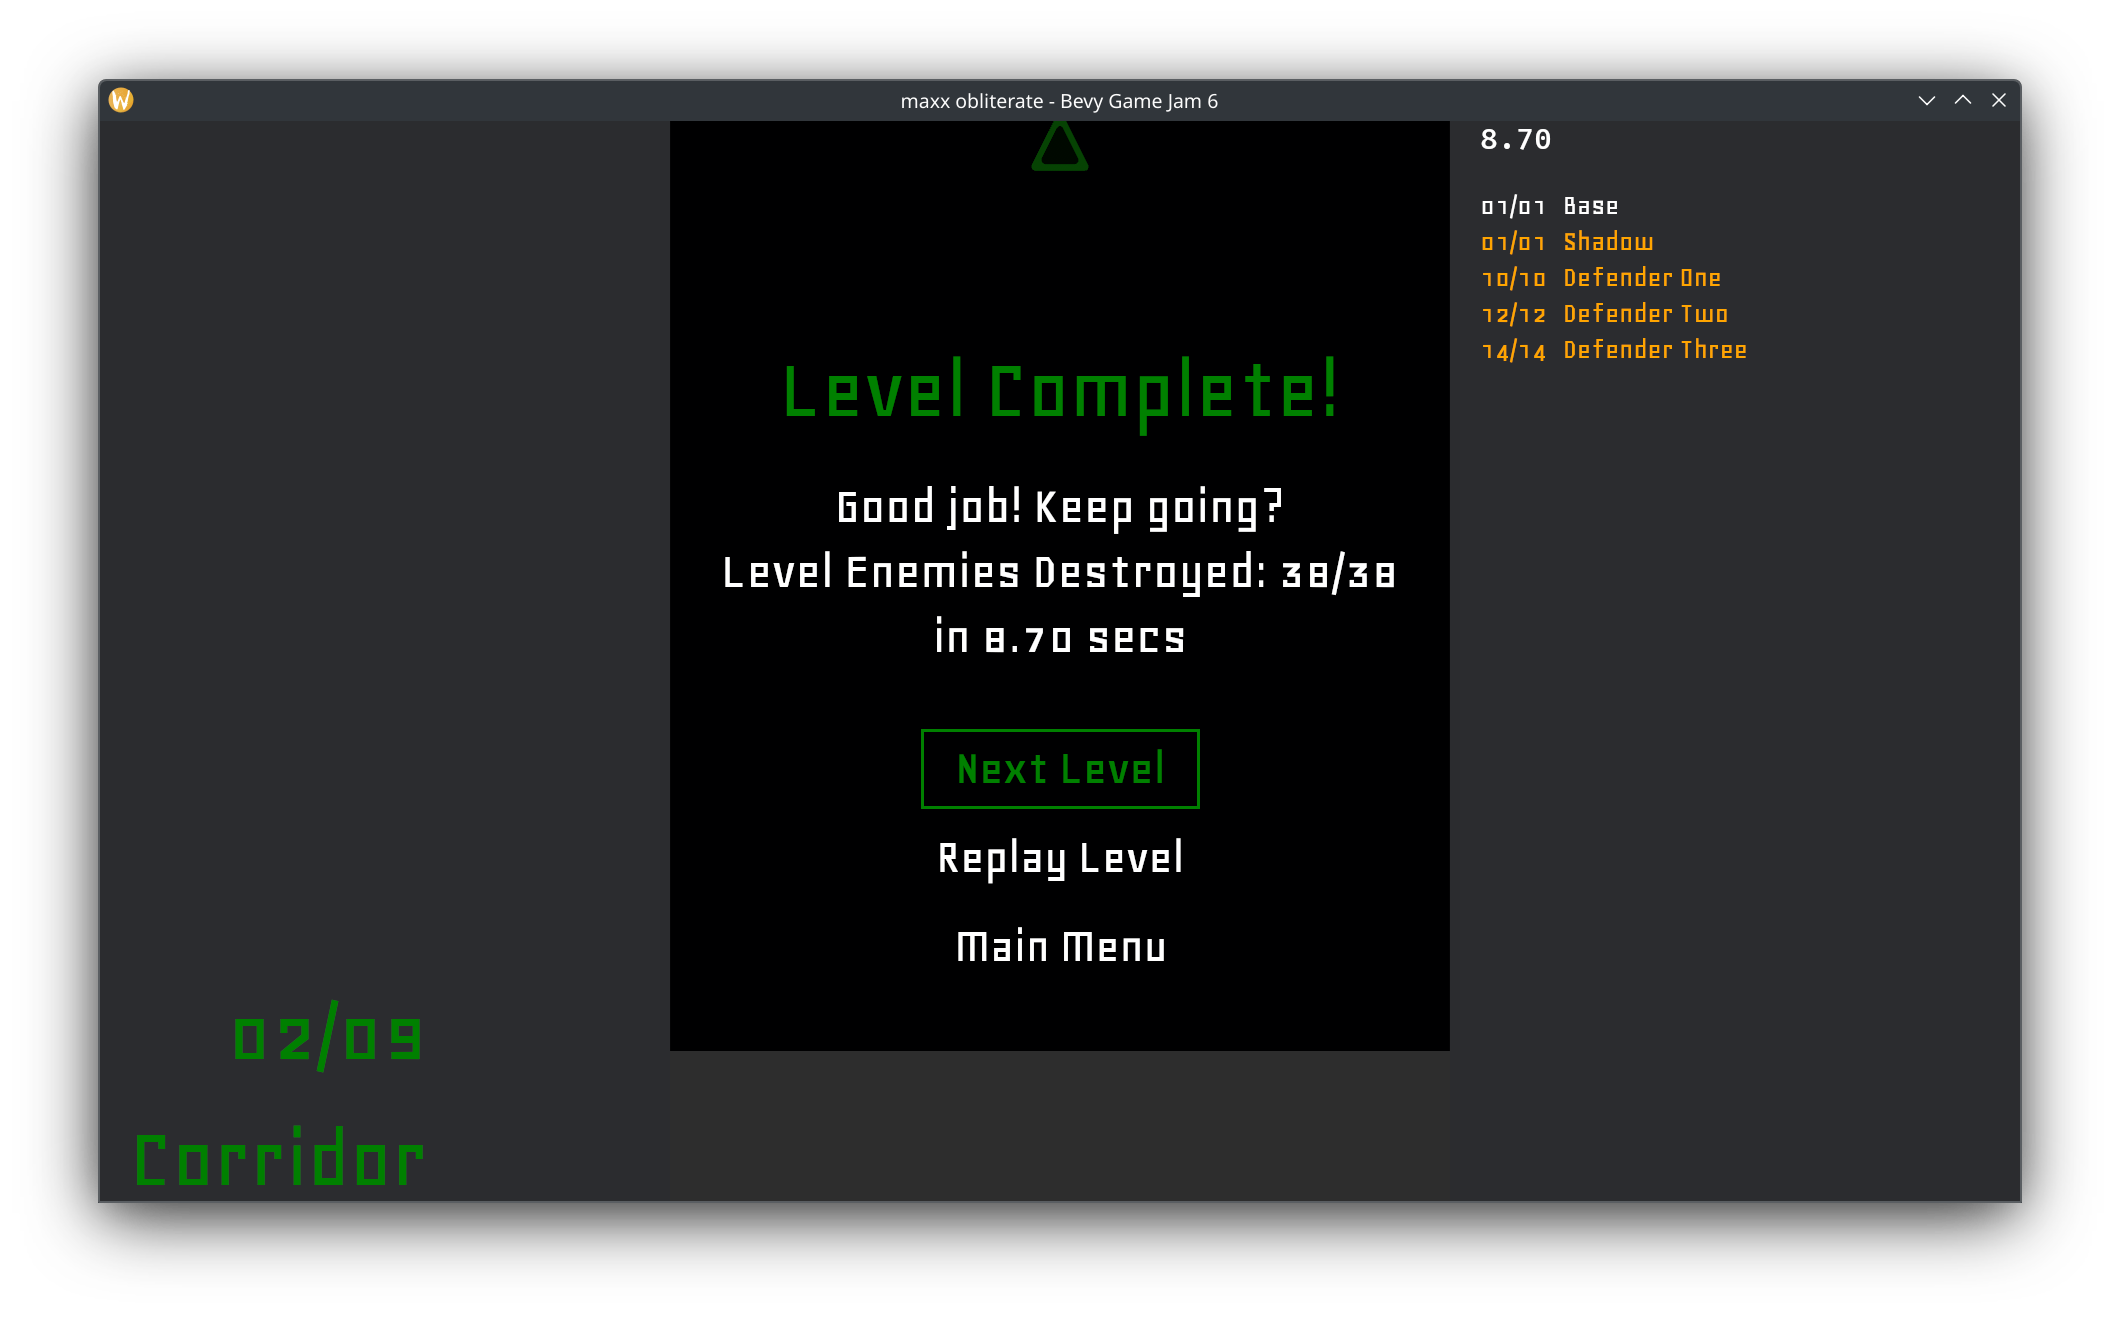 maxx obliterate - Bevy Game Jam 6
8.70
01/01 Base
01/01 Shadow
10/10 Defender One
12/12 Defender Two
14/14 Defender Three
Level Complete!
Good job! Keep going?
Level Enemies Destroyed: 38/38
in 8.70 secs
Next Level
Replay Level
Main Menu
02/09
Corridor